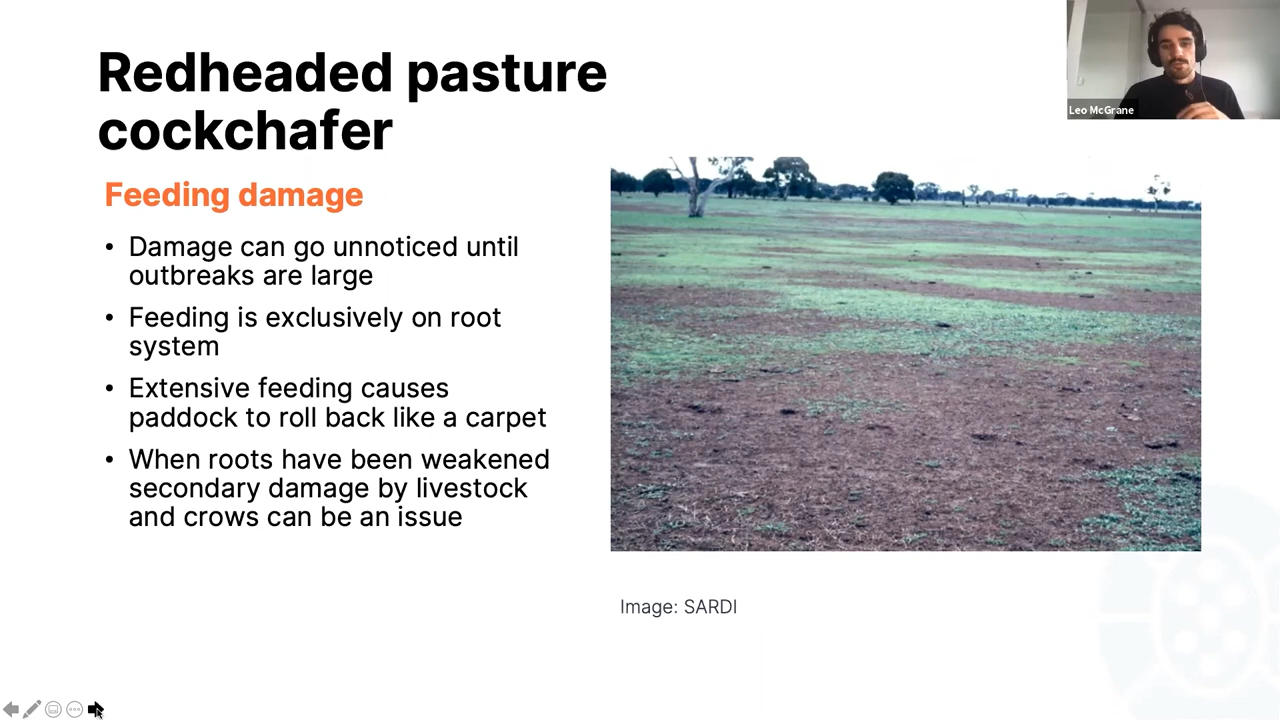 Redheaded pasture
cockchafer
Leo McGrane
Feeding damage
• Damage can go unnoticed until
outbreaks are large
• Feeding is exclusively on root
system
• Extensive feeding causes
paddock to roll back like a carpet
• When roots have been weakened
secondary damage by livestock
and crows can be an issue
Image: SARDI